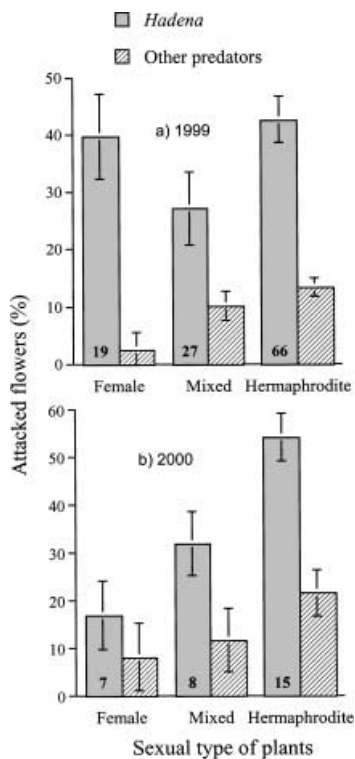 Hadena
Other predators
a) 1999
50
40
30
20
10
0
19
27
66
Female Mixed Hermaphrodite
Attacked flowers (%)
b) 2000
60
50
40
30
20
10
0
7
8
15
Female Mixed Hermaphrodite
Sexual type of plants